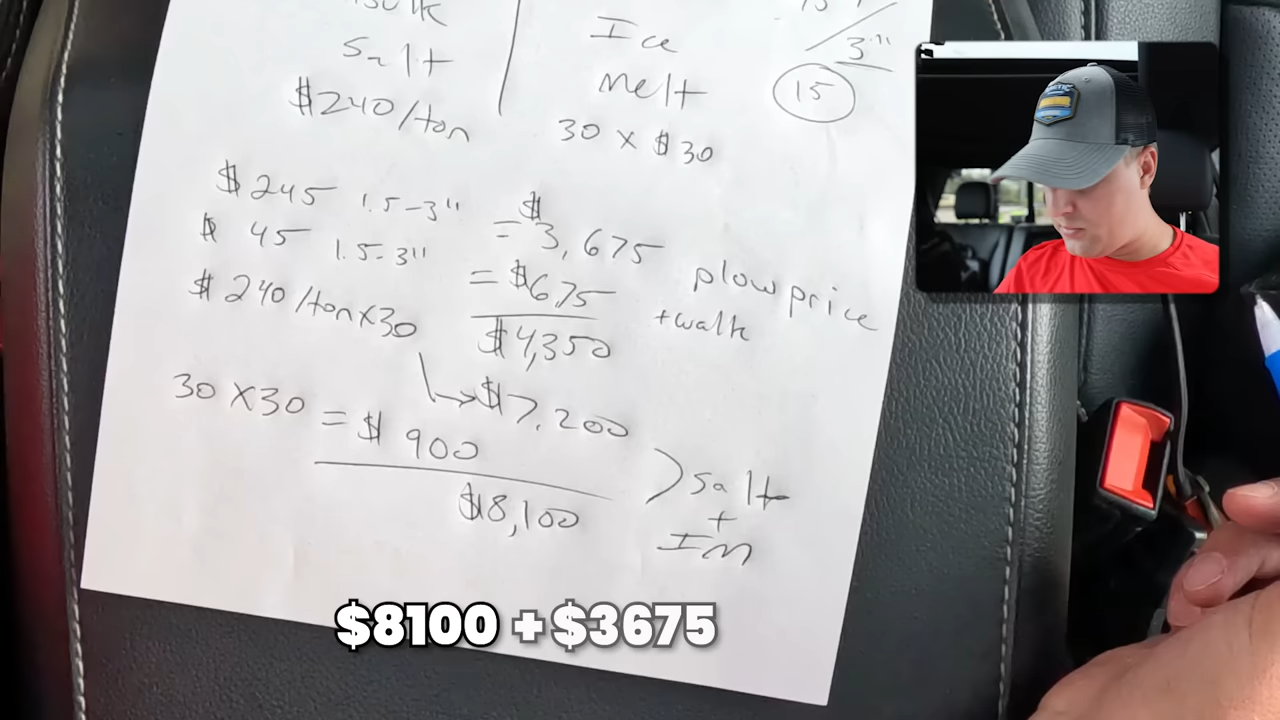 Salt
$240/ton
Ice
Melt
30 x $30
3"
15
$245 1.5-3" = $3,675
$45 1.5-3" = $675
plow price
+walk
$4,350
$240/ton x30
$7,200
30 x 30 = $900
$8,100
salt
+
IM
$8100 + $3675